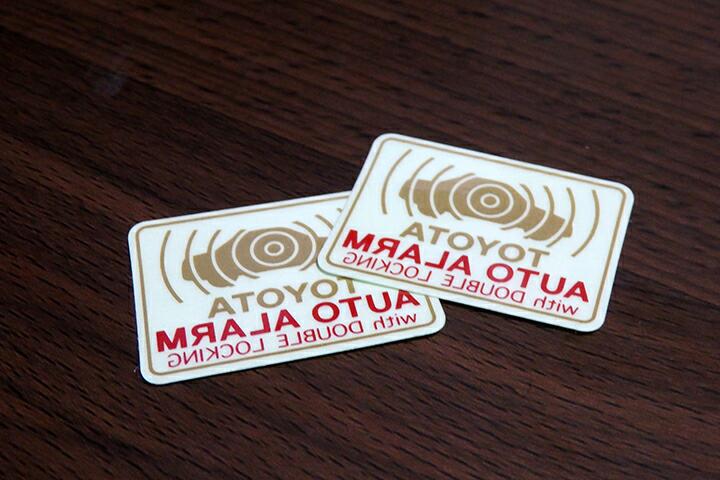 TOYOTA
AUTO ALARM
with DOUBLE LOCKING
TOYOTA
AUTO ALARM
with DOUBLE LOCKING